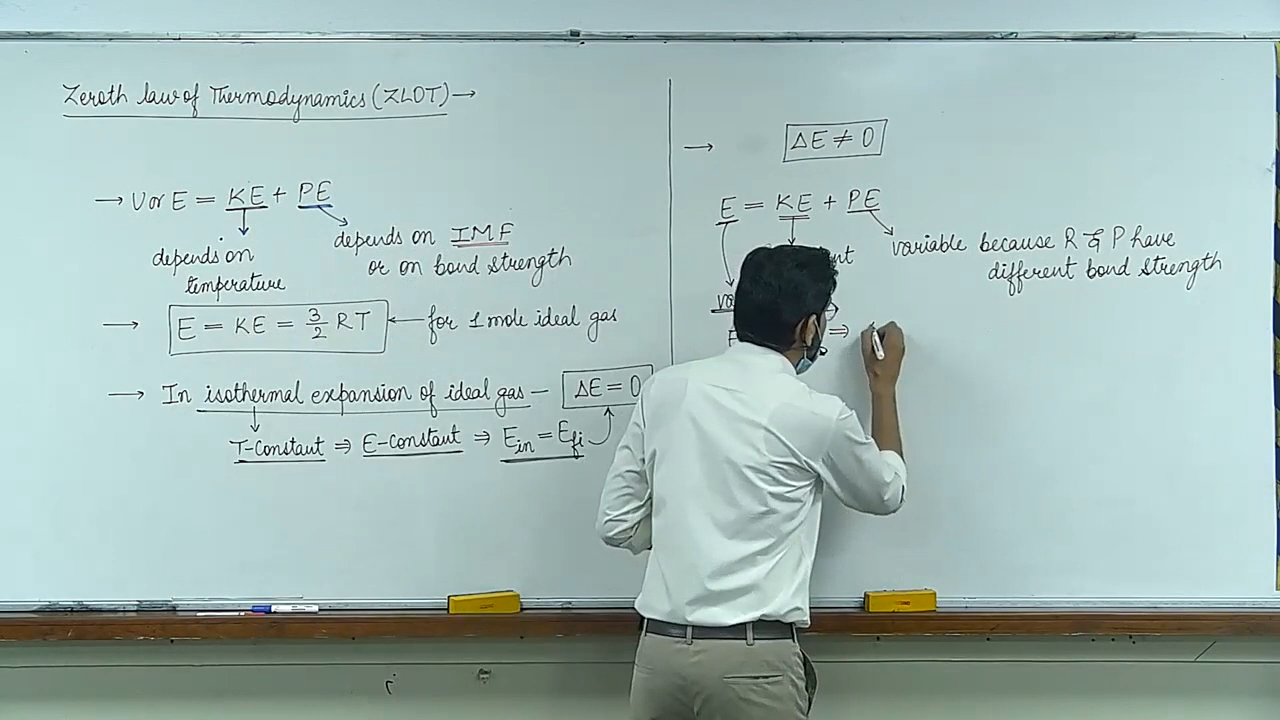 Zeroth law of Thermodynamics (ZLOT) →
→ U or E = KE + PE
depends on temperature
depends on IMF
or on bond strength
→ E = KE = 3/2 RT ← for 1 mole ideal gas
→ In isothermal expansion of ideal gas – ΔE = 0
T-Constant ⇒ E-Constant ⇒ E_in = E_fi
→ ΔE ≠ 0
E = KE + PE
variable because R & P have
different bond strength
⇒